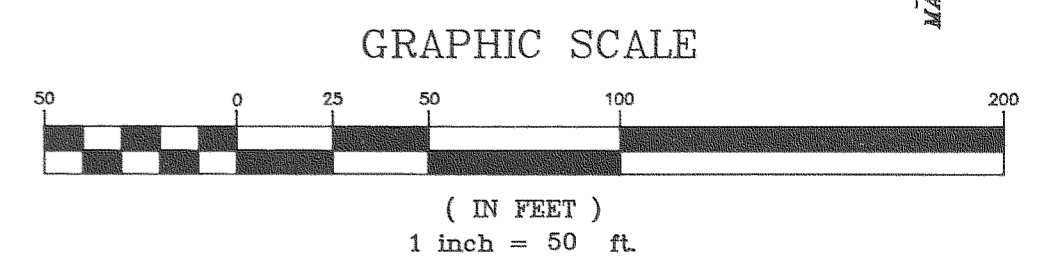 GRAPHIC SCALE
50 0 25 50 100 200
( IN FEET )
1 inch = 50 ft.